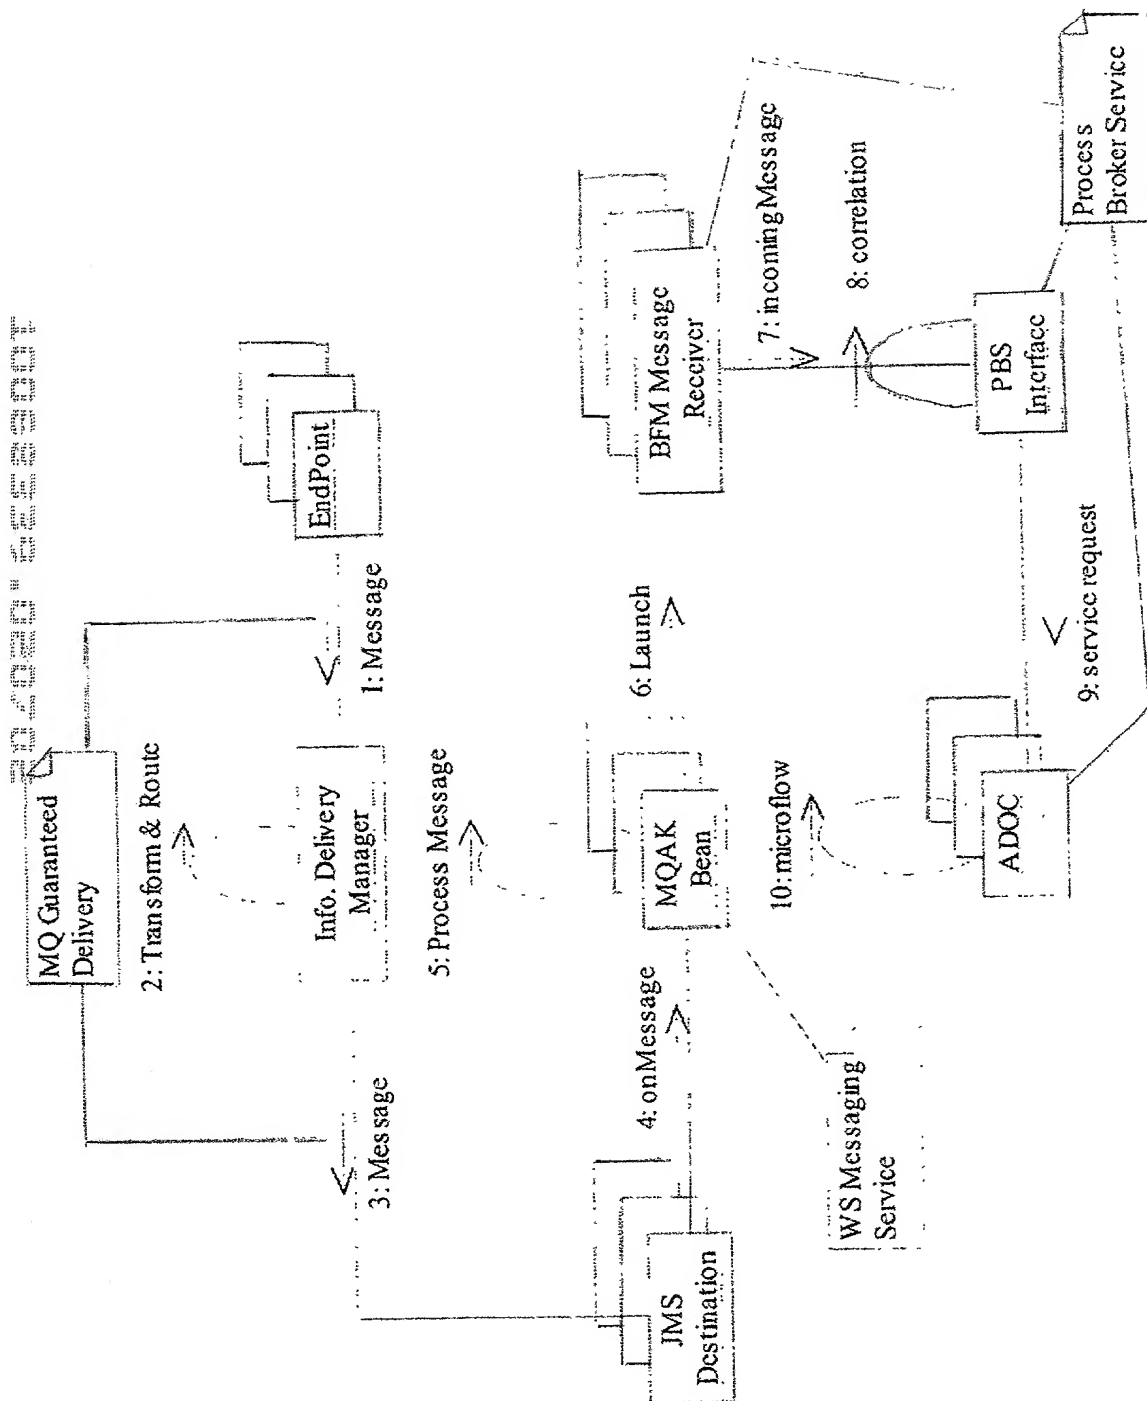 MQ Guaranteed
Delivery
2: Transform & Route
3: Message
1: Message
Info. Delivery
Manager
EndPoint
5: Process Message
JMS
Destination
4: onMessage
MQAK
Bean
6: Launch
BFM Message
Receiver
7: incomingMessage
8: correlation
WS Messaging
Service
10: microflow
ADOC
9: service request
PBS
Interface
Process
Broker Service